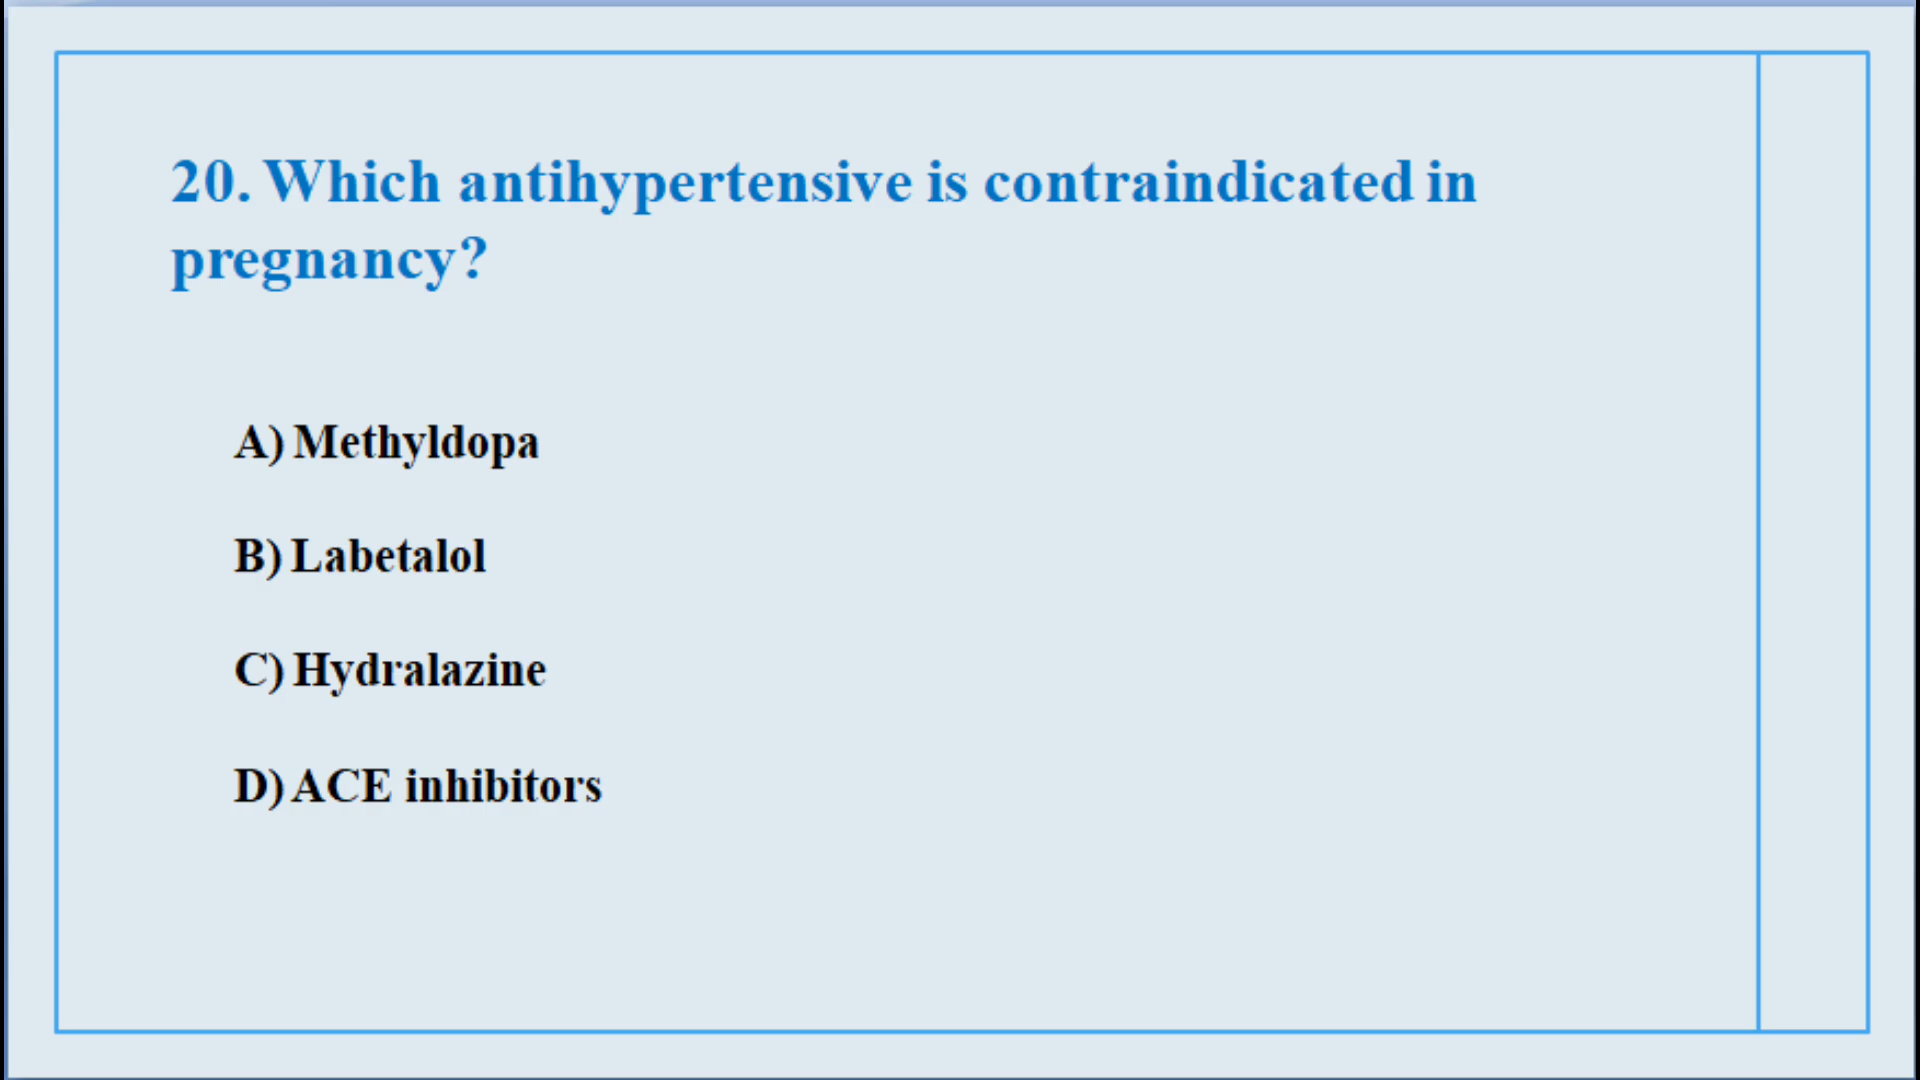 20. Which antihypertensive is contraindicated in
pregnancy?
A) Methyldopa
B) Labetalol
C) Hydralazine
D) ACE inhibitors